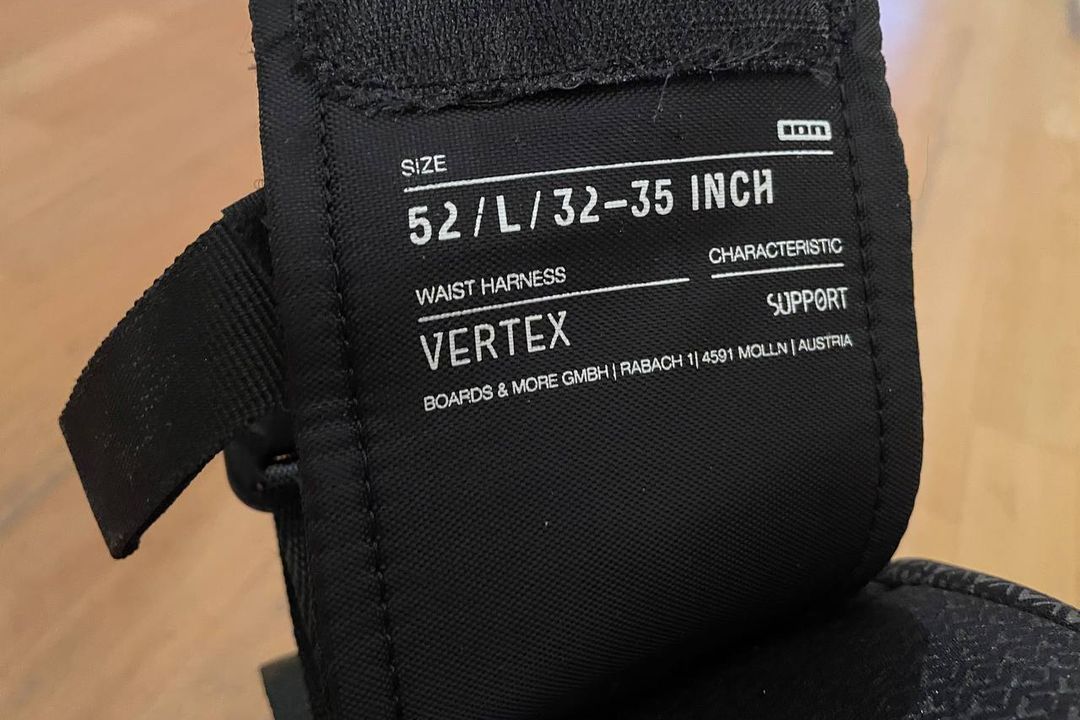 ion
SIZE
52 / L / 32-35 INCH
WAIST HARNESS
CHARACTERISTIC
VERTEX
SUPPORT
BOARDS & MORE GMBH | RABACH 1| 4591 MOLLN | AUSTRIA